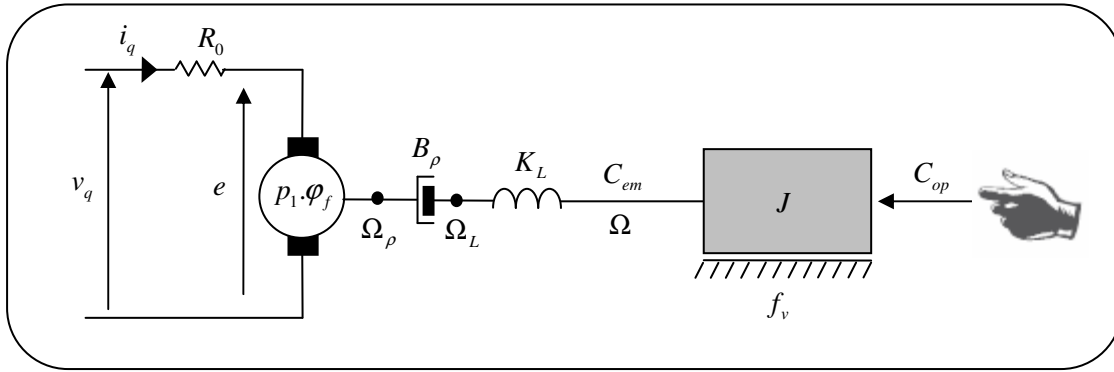 i_q R_0
B_ρ
K_L
C_em
C_op
v_q
e
p_1.φ_f
J
Ω_ρ
Ω_L
Ω
f_v